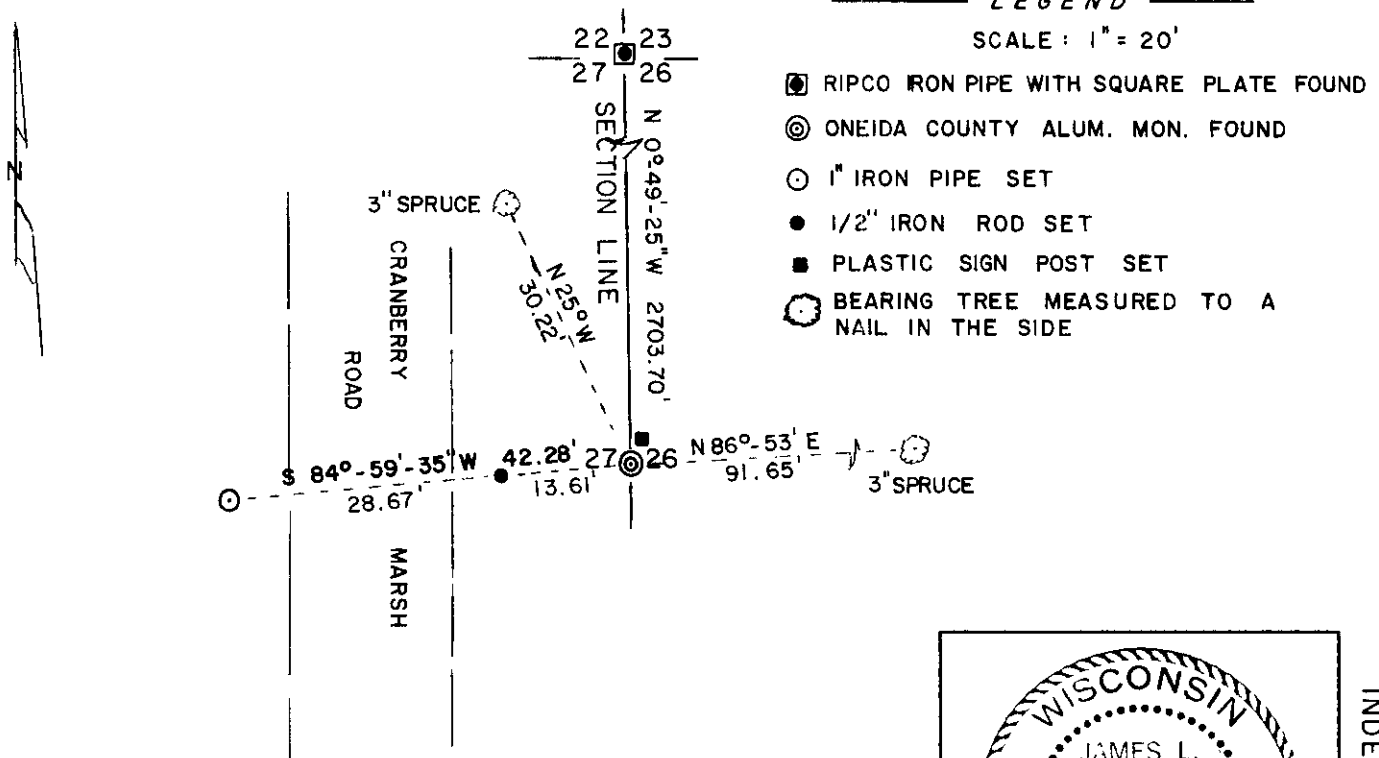 LEGEND
SCALE : 1" = 20'
22 23
27 26
RIPCO IRON PIPE WITH SQUARE PLATE FOUND
ONEIDA COUNTY ALUM. MON. FOUND
1" IRON PIPE SET
1/2" IRON ROD SET
PLASTIC SIGN POST SET
BEARING TREE MEASURED TO A
NAIL IN THE SIDE
N
SECTION LINE
N 0°-49'-25"W 2703.70'
3" SPRUCE
N 25° W
30.22'
CRANBERRY
ROAD
MARSH
S 84°-59'-35"W 42.28'
28.67'
13.61'
27 26
N 86°-53' E
91.65'
3" SPRUCE
WISCONSIN
JAMES L.
INDE